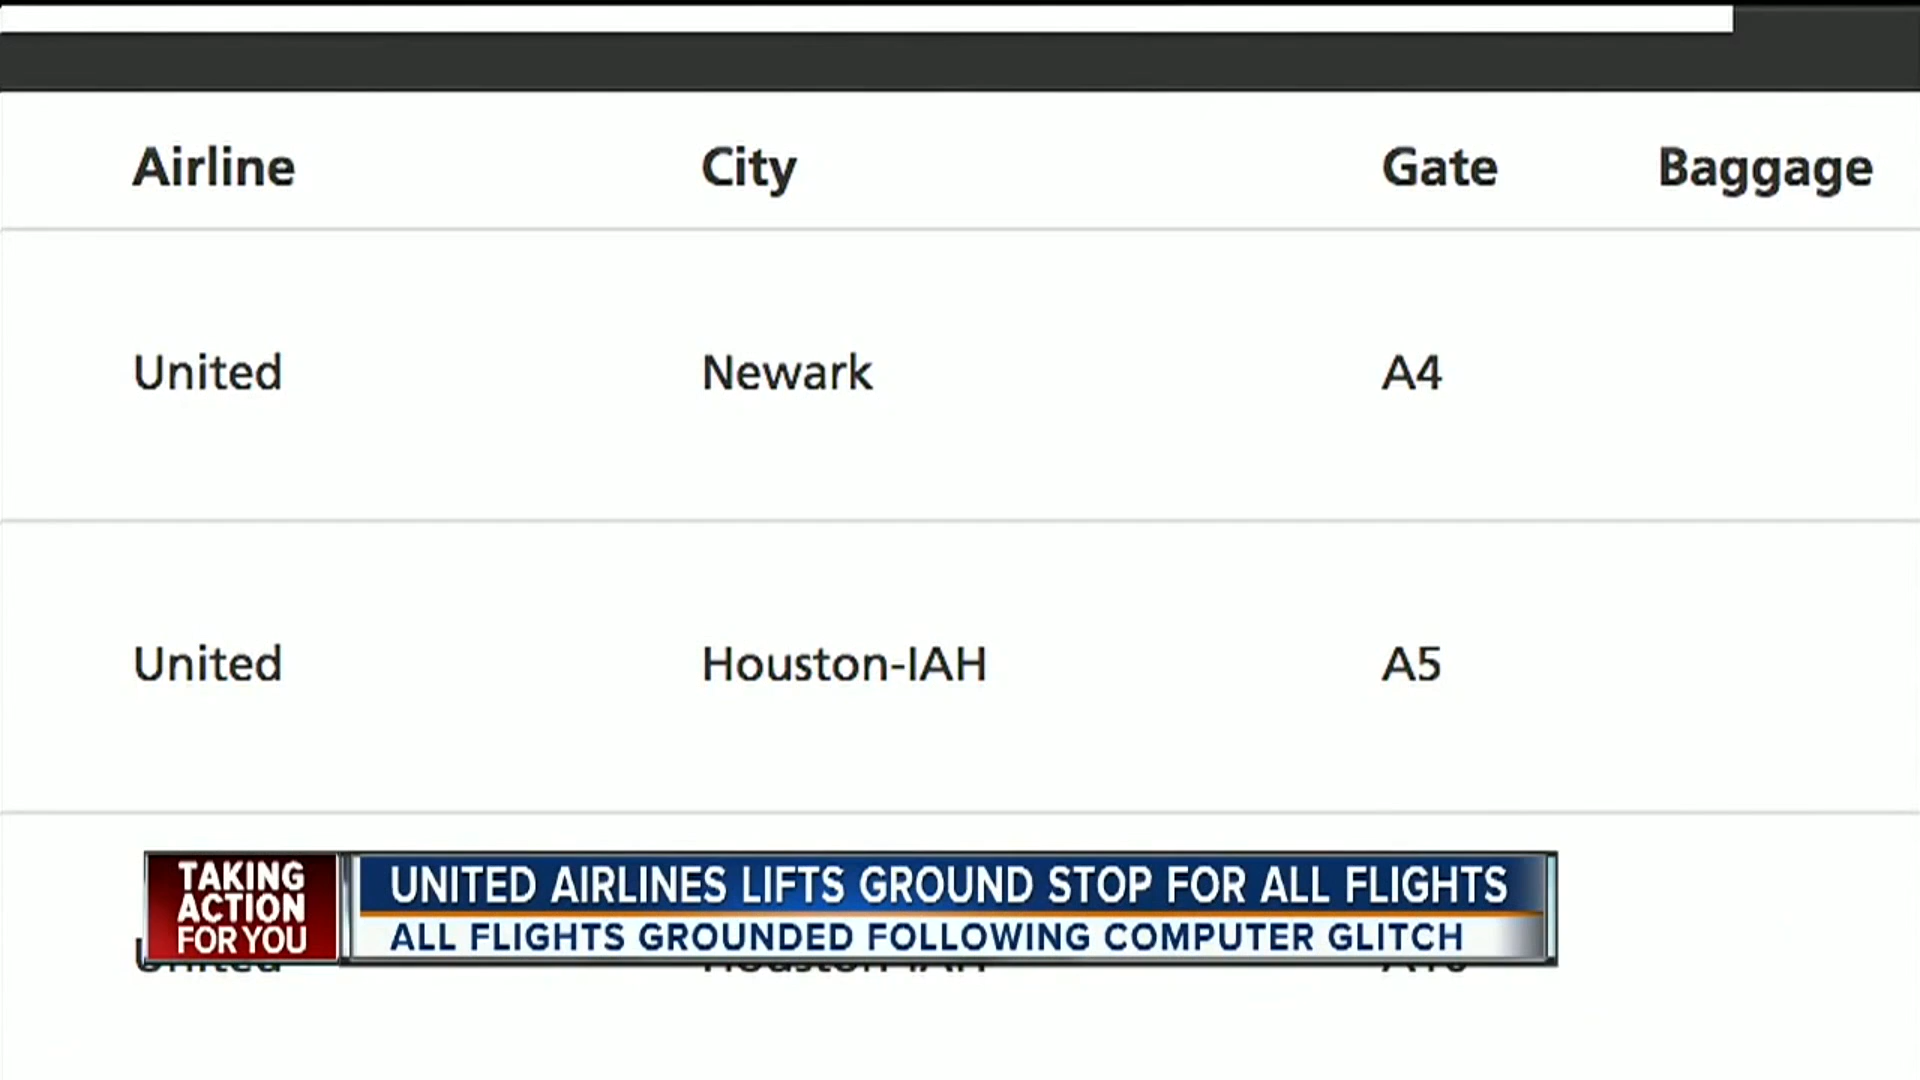 Airline City Gate Baggage
United Newark A4
United Houston-IAH A5
TAKING
ACTION
FOR YOU
UNITED AIRLINES LIFTS GROUND STOP FOR ALL FLIGHTS
ALL FLIGHTS GROUNDED FOLLOWING COMPUTER GLITCH